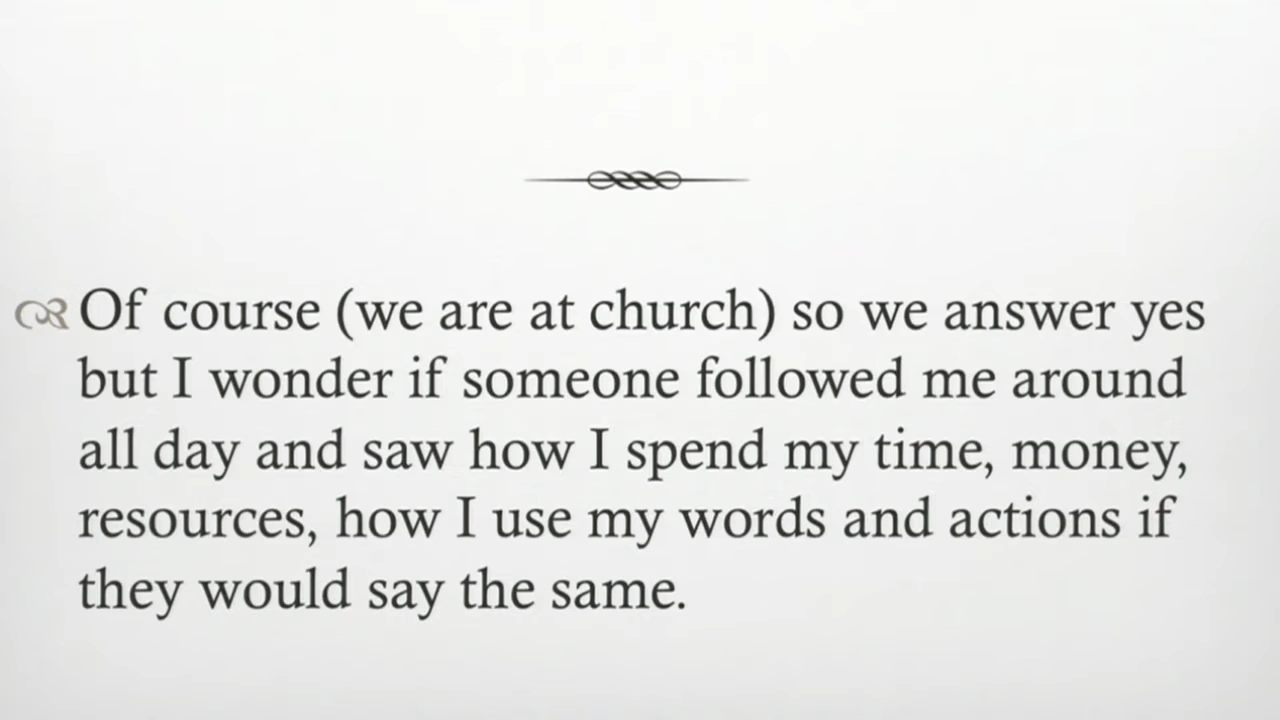 Of course (we are at church) so we answer yes
but I wonder if someone followed me around
all day and saw how I spend my time, money,
resources, how I use my words and actions if
they would say the same.